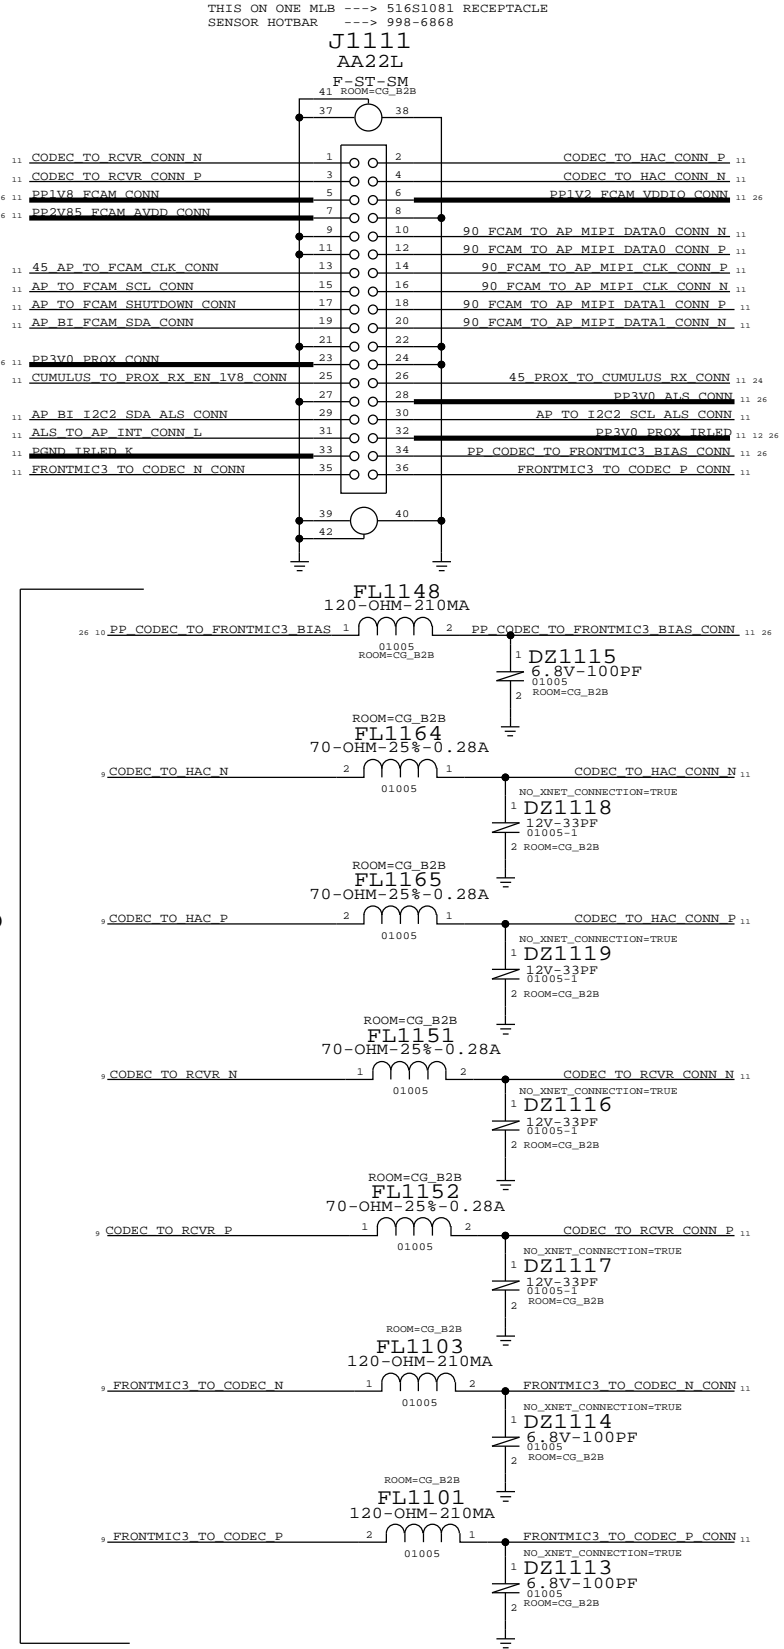 THIS ON ONE MLB ---> 516S1081 RECEPTACLE
SENSOR HOTBAR ---> 998-6868
J1111
AA22L
F-ST-SM
41 ROOM=CG_B2B
37 38
11 CODEC_TO_RCVR_CONN_N 1 2 CODEC_TO_HAC_CONN_P 11
11 CODEC_TO_RCVR_CONN_P 3 4 CODEC_TO_HAC_CONN_N 11
6 11 PP1V8_FCAM_CONN 5 6 PP1V2_FCAM_VDDIO_CONN 11 26
6 11 PP2V85_FCAM_AVDD_CONN 7 8
9 10 90_FCAM_TO_AP_MIPI_DATA0_CONN_N 11
11 12 90_FCAM_TO_AP_MIPI_DATA0_CONN_P 11
11 45_AP_TO_FCAM_CLK_CONN 13 14 90_FCAM_TO_AP_MIPI_CLK_CONN_P 11
11 AP_TO_FCAM_SCL_CONN 15 16 90_FCAM_TO_AP_MIPI_CLK_CONN_N 11
11 AP_TO_FCAM_SHUTDOWN_CONN 17 18 90_FCAM_TO_AP_MIPI_DATA1_CONN_P 11
11 AP_BI_FCAM_SDA_CONN 19 20 90_FCAM_TO_AP_MIPI_DATA1_CONN_N 11
21 22
6 11 PP3V0_PROX_CONN 23 24
11 CUMULUS_TO_PROX_RX_EN_1V8_CONN 25 26 45_PROX_TO_CUMULUS_RX_CONN 11 24
27 28 PP3V0_ALS_CONN 11 26
11 AP_BI_I2C2_SDA_ALS_CONN 29 30 AP_TO_I2C2_SCL_ALS_CONN 11
11 ALS_TO_AP_INT_CONN_L 31 32 PP3V0_PROX_IRLED 11 12 26
11 PGND_IRLED_K 33 34 PP_CODEC_TO_FRONTMIC3_BIAS_CONN 11 26
11 FRONTMIC3_TO_CODEC_N_CONN 35 36 FRONTMIC3_TO_CODEC_P_CONN 11
39 40
42
FL1148
120-OHM-210MA
26 10 PP_CODEC_TO_FRONTMIC3_BIAS 1 2 PP_CODEC_TO_FRONTMIC3_BIAS_CONN 11 26
01005
ROOM=CG_B2B
1 DZ1115
6.8V-100PF
01005
2 ROOM=CG_B2B
ROOM=CG_B2B
FL1164
70-OHM-25%-0.28A
9 CODEC_TO_HAC_N 2 1 CODEC_TO_HAC_CONN_N 11
01005
NO_XNET_CONNECTION=TRUE
1 DZ1118
12V-33PF
01005-1
2 ROOM=CG_B2B
ROOM=CG_B2B
FL1165
70-OHM-25%-0.28A
9 CODEC_TO_HAC_P 2 1 CODEC_TO_HAC_CONN_P 11
01005
NO_XNET_CONNECTION=TRUE
1 DZ1119
12V-33PF
01005-1
2 ROOM=CG_B2B
ROOM=CG_B2B
FL1151
70-OHM-25%-0.28A
9 CODEC_TO_RCVR_N 1 2 CODEC_TO_RCVR_CONN_N 11
01005
NO_XNET_CONNECTION=TRUE
1 DZ1116
12V-33PF
01005-1
2 ROOM=CG_B2B
ROOM=CG_B2B
FL1152
70-OHM-25%-0.28A
9 CODEC_TO_RCVR_P 1 2 CODEC_TO_RCVR_CONN_P 11
01005
NO_XNET_CONNECTION=TRUE
1 DZ1117
12V-33PF
01005-1
2 ROOM=CG_B2B
ROOM=CG_B2B
FL1103
120-OHM-210MA
9 FRONTMIC3_TO_CODEC_N 1 2 FRONTMIC3_TO_CODEC_N_CONN 11
01005
NO_XNET_CONNECTION=TRUE
1 DZ1114
6.8V-100PF
01005
2 ROOM=CG_B2B
ROOM=CG_B2B
FL1101
120-OHM-210MA
9 FRONTMIC3_TO_CODEC_P 2 1 FRONTMIC3_TO_CODEC_P_CONN 11
01005
NO_XNET_CONNECTION=TRUE
1 DZ1113
6.8V-100PF
01005
2 ROOM=CG_B2B